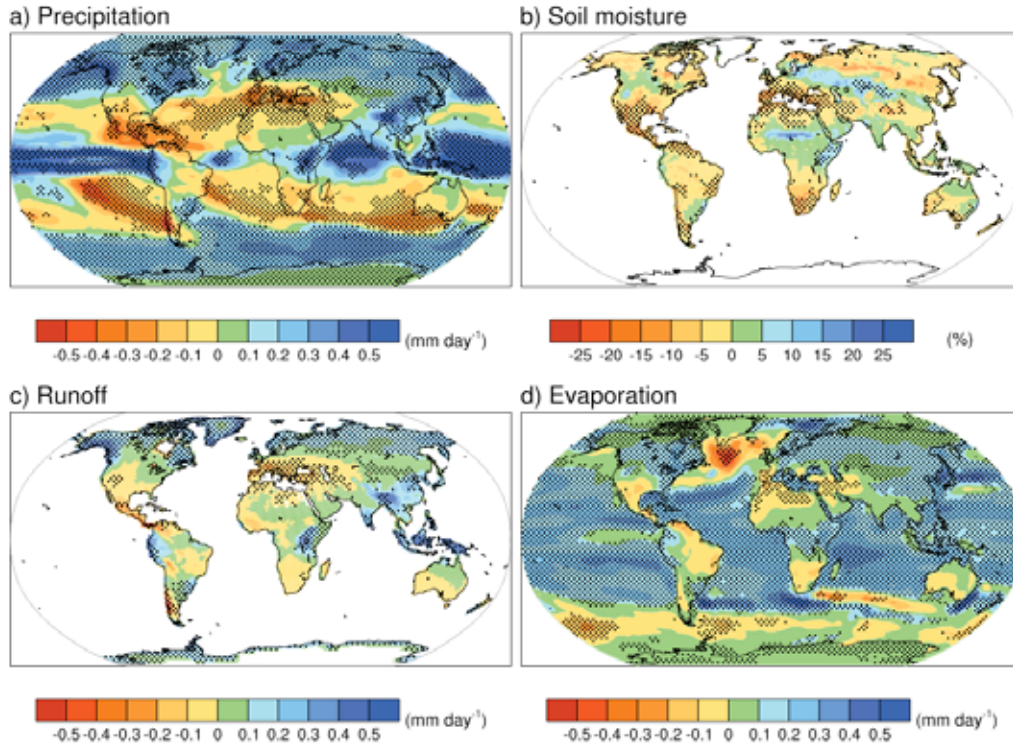 a) Precipitation
b) Soil moisture
-0.5 -0.4 -0.3 -0.2 -0.1 0 0.1 0.2 0.3 0.4 0.5 (mm day⁻¹)
-25 -20 -15 -10 -5 0 5 10 15 20 25 (%)
c) Runoff
d) Evaporation
-0.5 -0.4 -0.3 -0.2 -0.1 0 0.1 0.2 0.3 0.4 0.5 (mm day⁻¹)
-0.5 -0.4 -0.3 -0.2 -0.1 0 0.1 0.2 0.3 0.4 0.5 (mm day⁻¹)